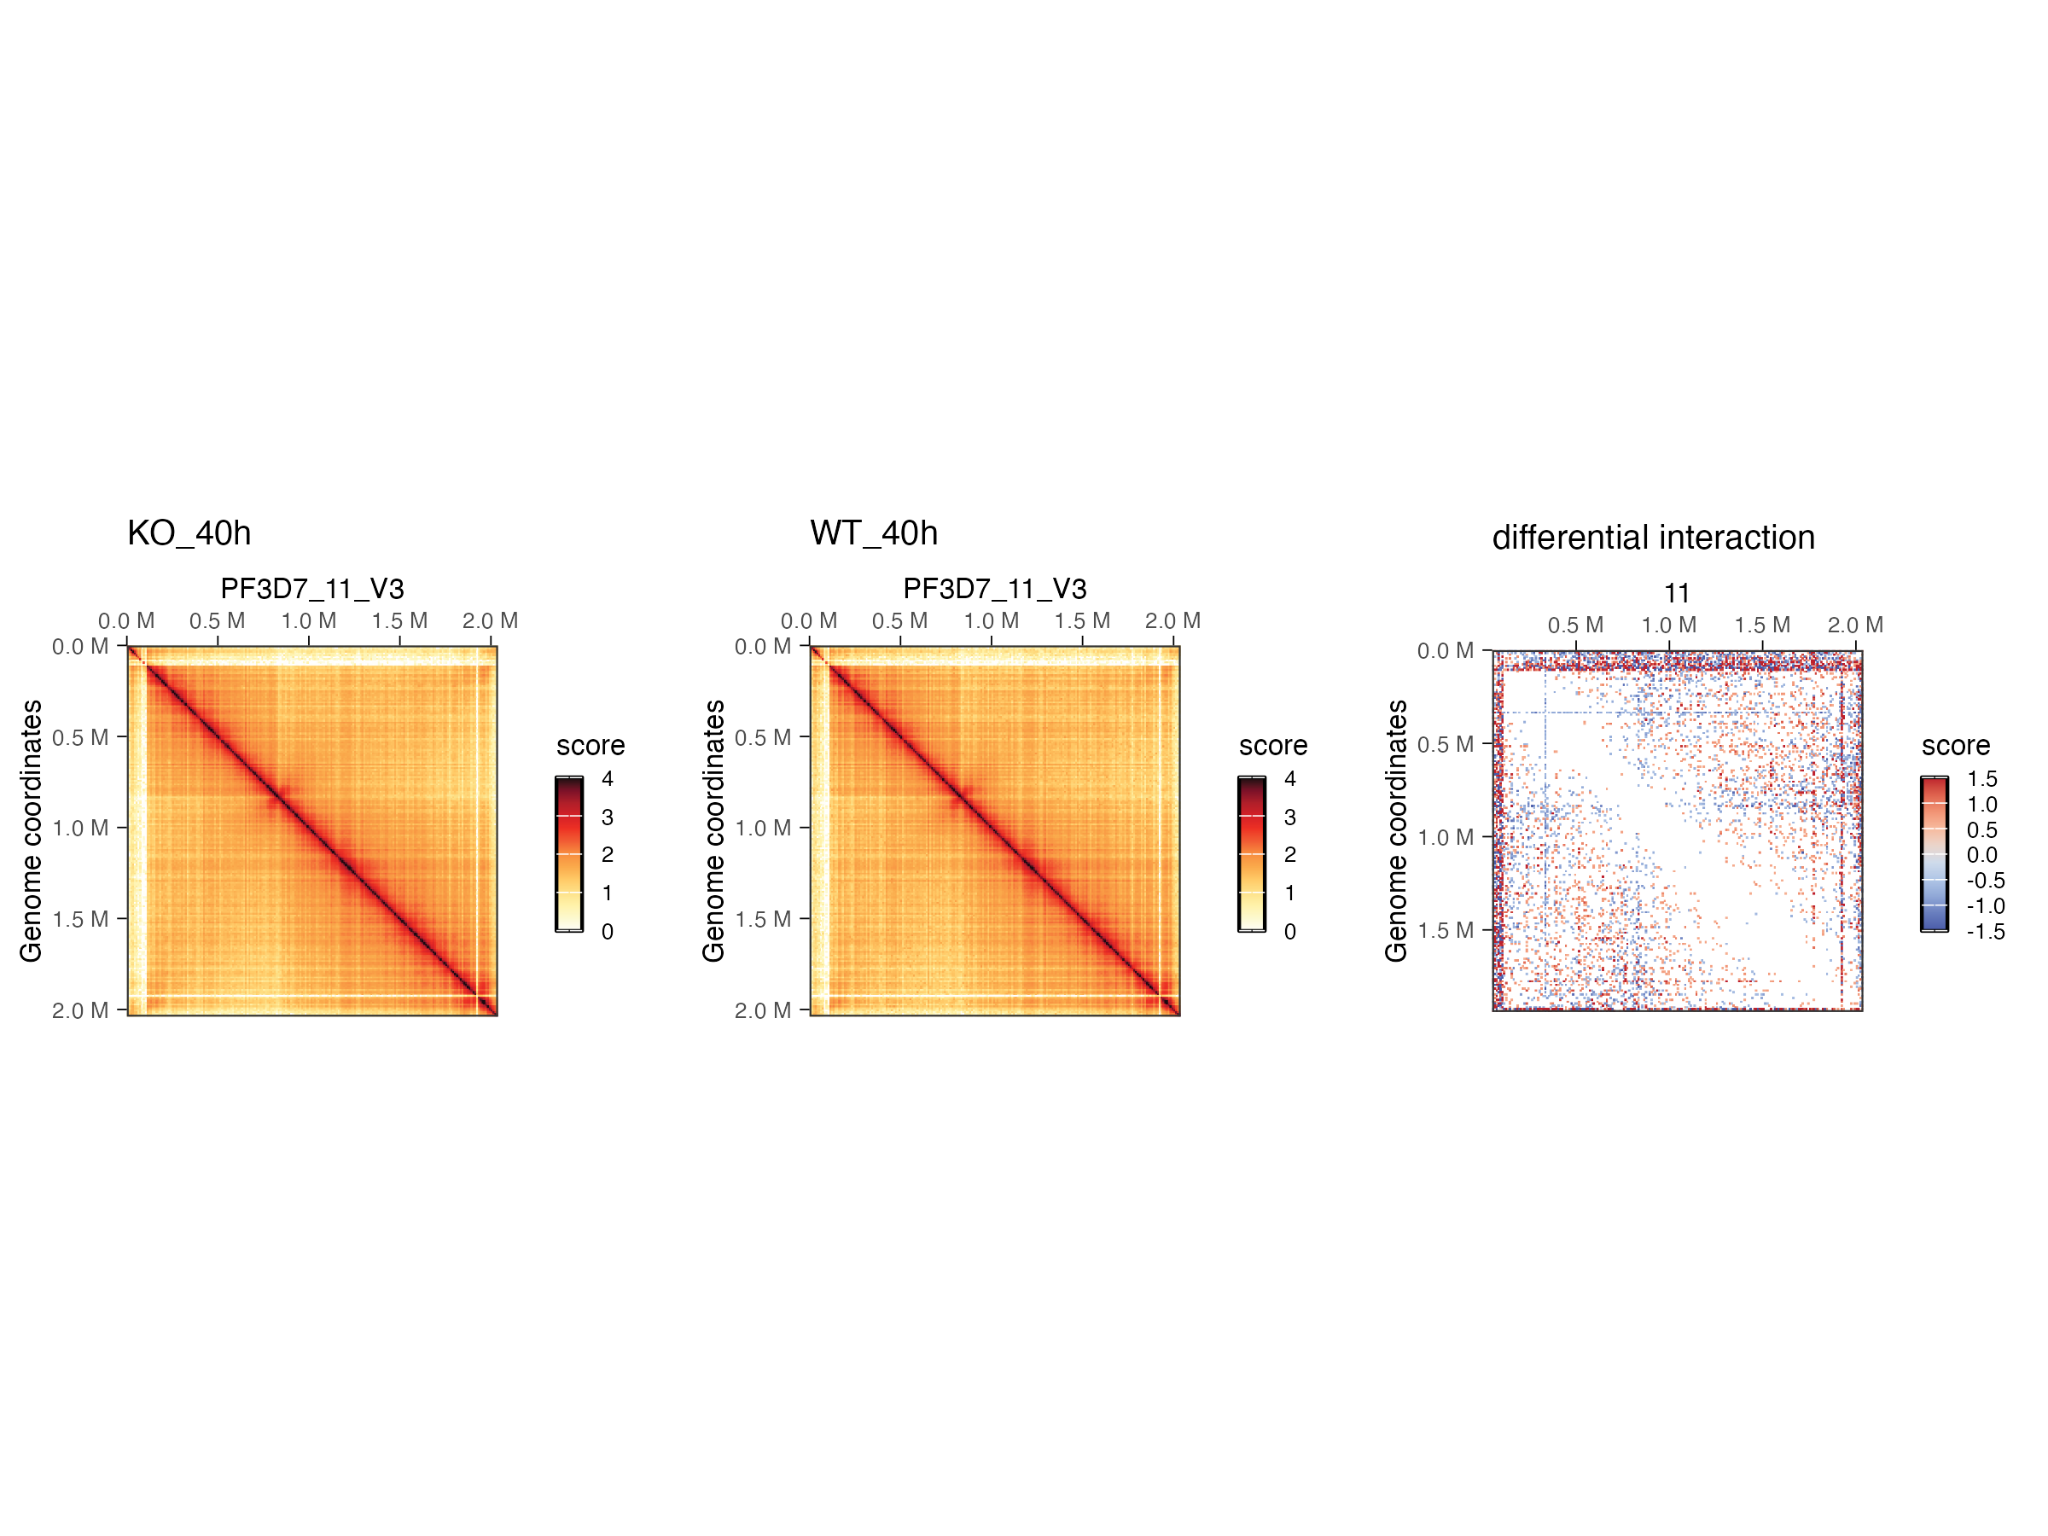 KO_40h
PF3D7_11_V3
0.0 M 0.5 M 1.0 M 1.5 M 2.0 M
0.0 M
0.5 M
1.0 M
1.5 M
2.0 M
Genome coordinates
score
4
3
2
1
0
WT_40h
PF3D7_11_V3
0.0 M 0.5 M 1.0 M 1.5 M 2.0 M
0.0 M
0.5 M
1.0 M
1.5 M
2.0 M
Genome coordinates
score
4
3
2
1
0
differential interaction
11
0.5 M 1.0 M 1.5 M 2.0 M
0.0 M
0.5 M
1.0 M
1.5 M
Genome coordinates
score
1.5
1.0
0.5
0.0
-0.5
-1.0
-1.5